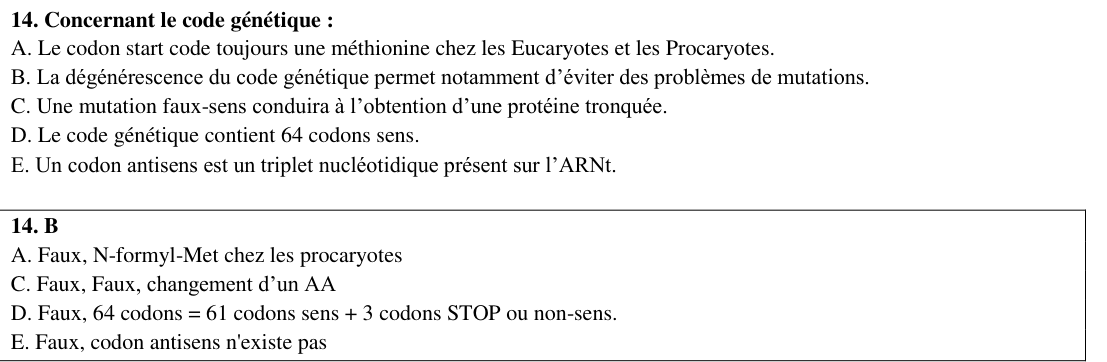 14. Concernant le code génétique :
A. Le codon start code toujours une méthionine chez les Eucaryotes et les Procaryotes.
B. La dégénérescence du code génétique permet notamment d'éviter des problèmes de mutations.
C. Une mutation faux-sens conduira à l'obtention d'une protéine tronquée.
D. Le code génétique contient 64 codons sens.
E. Un codon antisens est un triplet nucléotidique présent sur l'ARNt.
14. B
A. Faux, N-formyl-Met chez les procaryotes
C. Faux, Faux, changement d'un AA
D. Faux, 64 codons = 61 codons sens + 3 codons STOP ou non-sens.
E. Faux, codon antisens n'existe pas